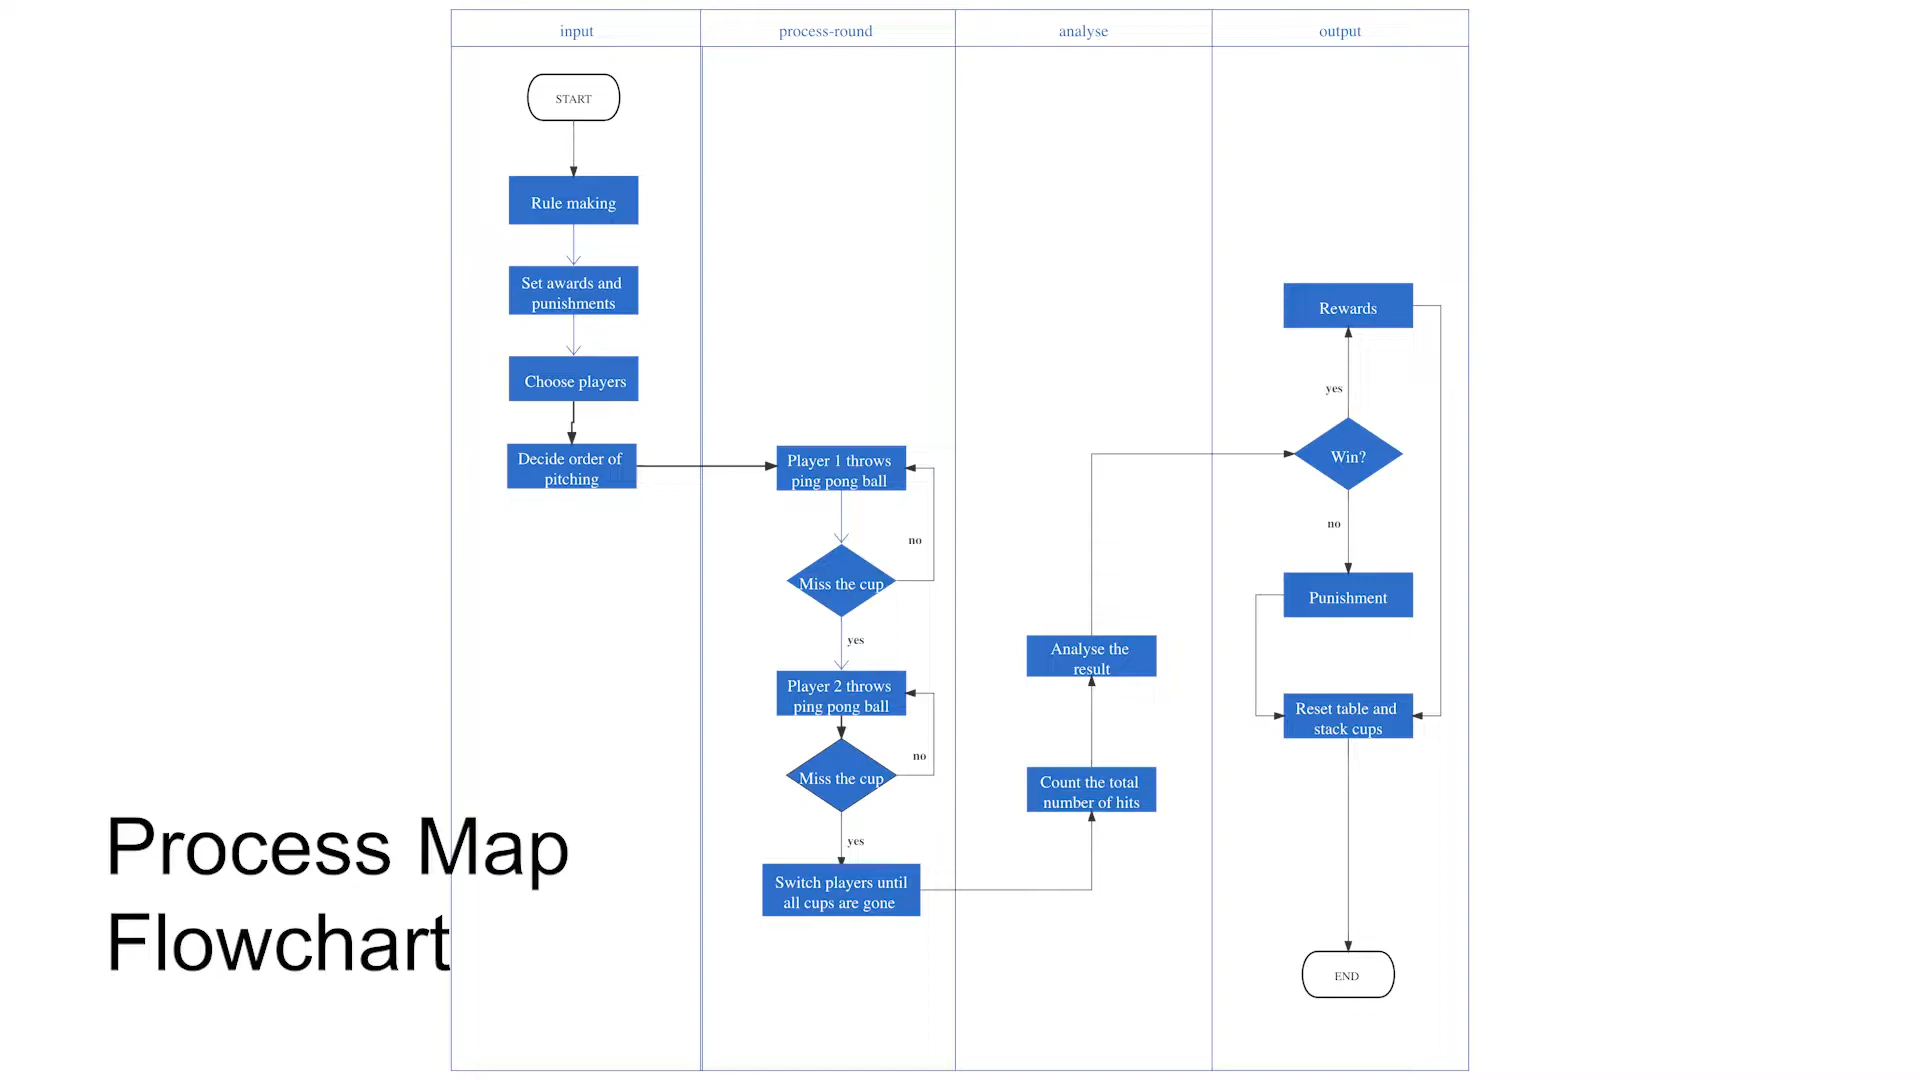 input
process-round
analyse
output
START
Rule making
Set awards and
punishments
Choose players
Decide order of
pitching
Player 1 throws
ping pong ball
no
Miss the cup
yes
Player 2 throws
ping pong ball
no
Miss the cup
yes
Switch players until
all cups are gone
Analyse the
result
Count the total
number of hits
Rewards
yes
Win?
no
Punishment
Reset table and
stack cups
END
Process Map
Flowchart